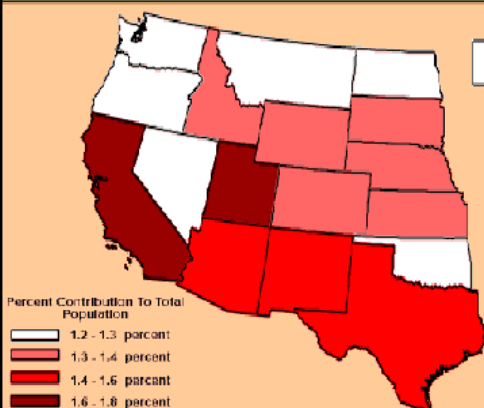 Percent Contribution To Total
Population
1.2 - 1.3 percent
1.3 - 1.4 percent
1.4 - 1.6 percent
1.6 - 1.8 percent